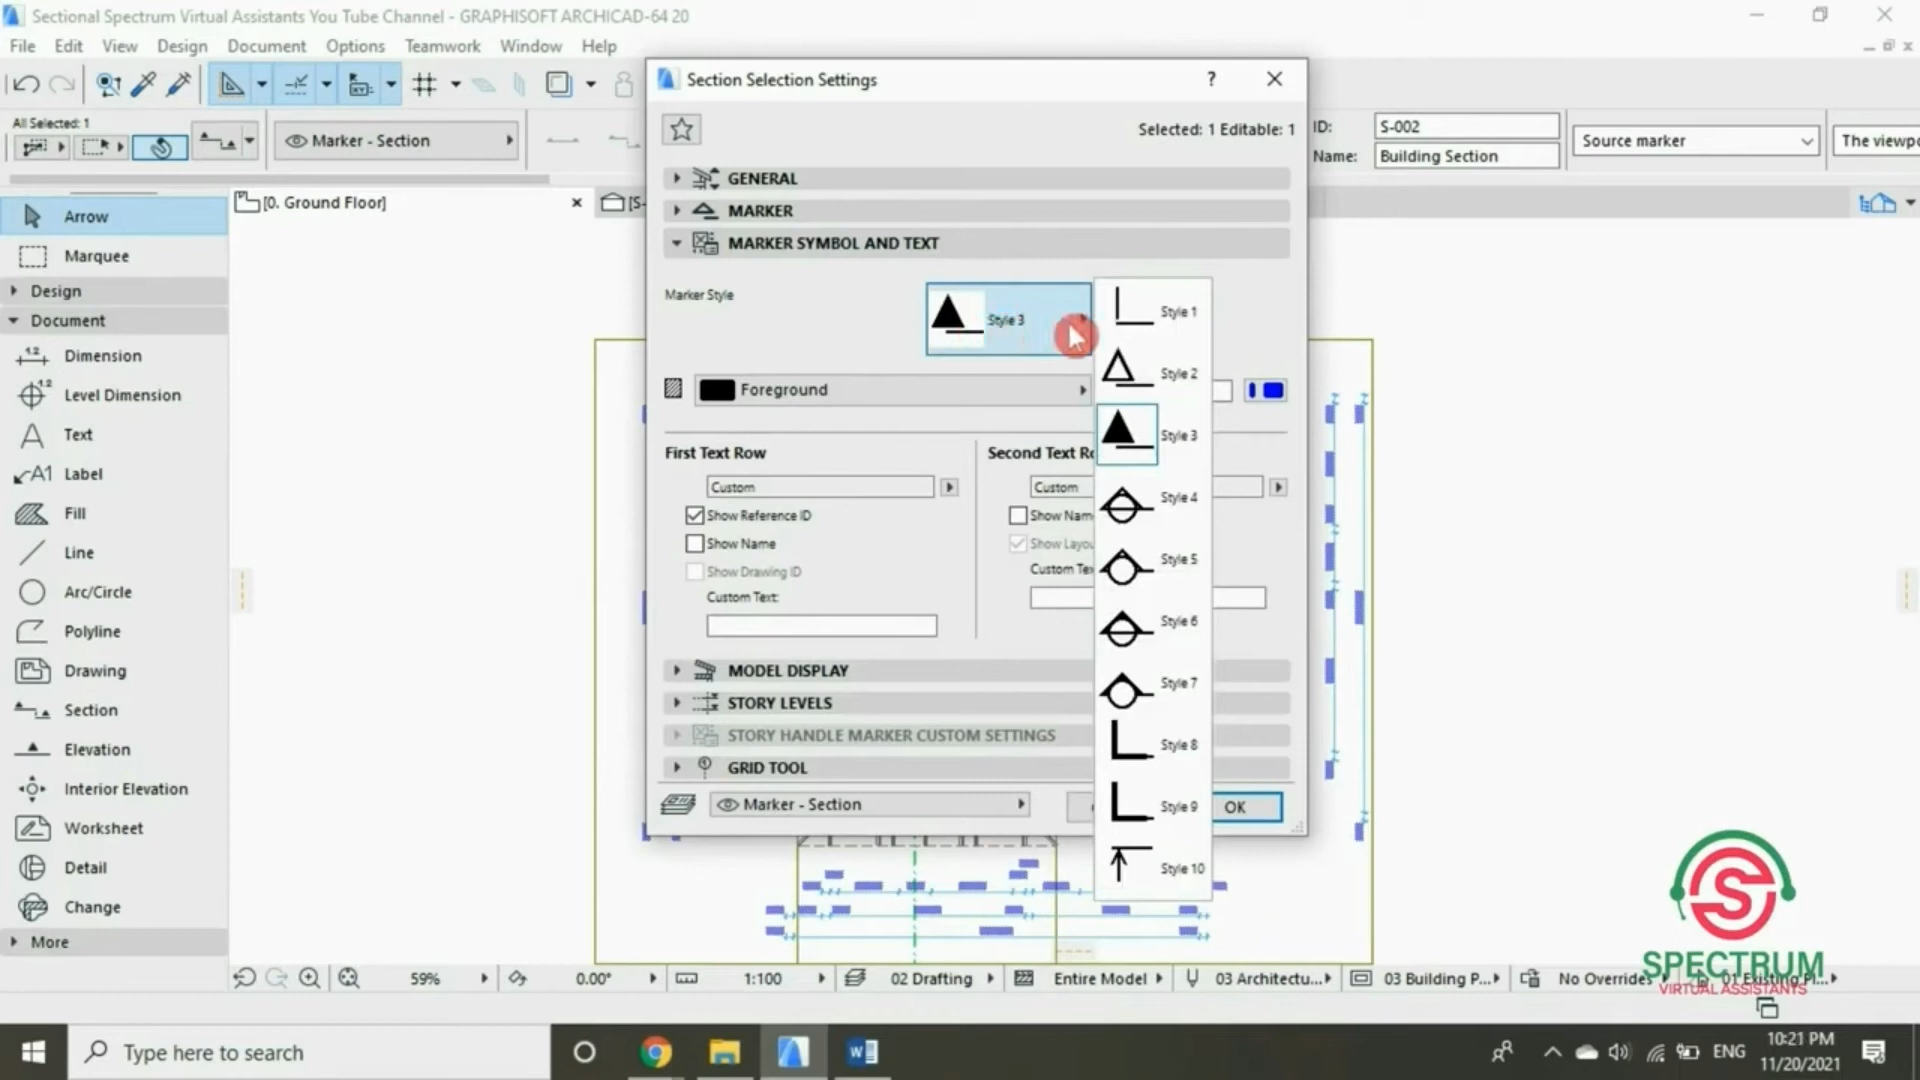 Sectional Spectrum Virtual Assistants You Tube Channel - GRAPHISOFT ARCHICAD-64 20
File Edit View Design Document Options Teamwork Window Help
All Selected: 1
Marker - Section
Section Selection Settings
?
Selected: 1 Editable: 1
ID:
S-002
Name:
Building Section
Source marker
The viewpo
[0. Ground Floor]
[S-
Arrow
Marquee
Design
Document
Dimension
Level Dimension
Text
Label
Fill
Line
Arc/Circle
Polyline
Drawing
Section
Elevation
Interior Elevation
Worksheet
Detail
Change
More
GENERAL
MARKER
MARKER SYMBOL AND TEXT
Marker Style
Style 3
Foreground
First Text Row
Custom
Show Reference ID
Show Name
Show Drawing ID
Custom Text:
Second Text Ro
Custom
Show Nam
Show Layou
Custom Tex
Style 1
Style 2
Style 3
Style 4
Style 5
Style 6
Style 7
Style 8
Style 9
Style 10
MODEL DISPLAY
STORY LEVELS
STORY HANDLE MARKER CUSTOM SETTINGS
GRID TOOL
Marker - Section
OK
59%
0.00°
1:100
02 Drafting
Entire Model
03 Architectu...
03 Building P...
No Overrides
SPECTRUM
VIRTUAL ASSISTANTS
Type here to search
ENG
10:21 PM
11/20/2021